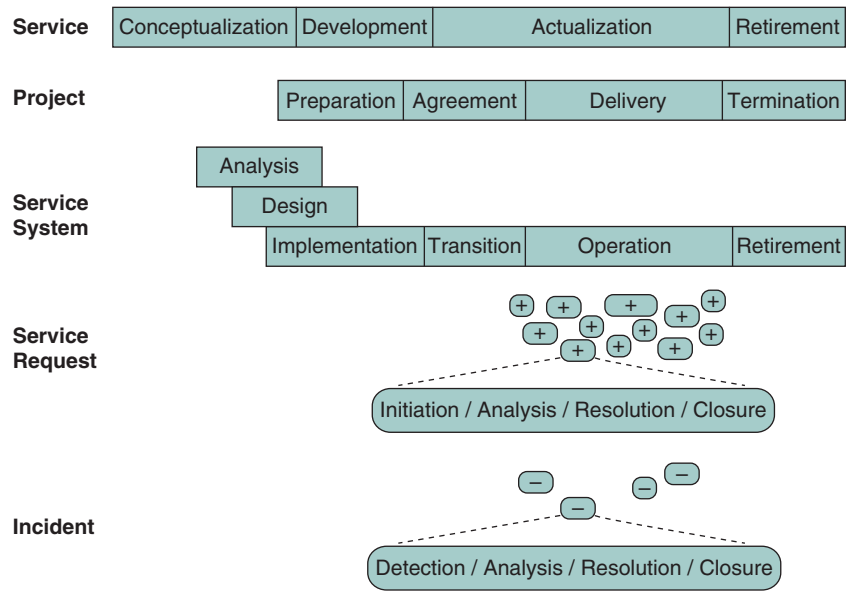 Service Conceptualization Development Actualization Retirement
Project Preparation Agreement Delivery Termination
Analysis
Service
System
Design
Implementation Transition Operation Retirement
Service
Request
+ + + + +
+ + + + +
+ + +
Initiation / Analysis / Resolution / Closure
Incident
− − −
−
Detection / Analysis / Resolution / Closure